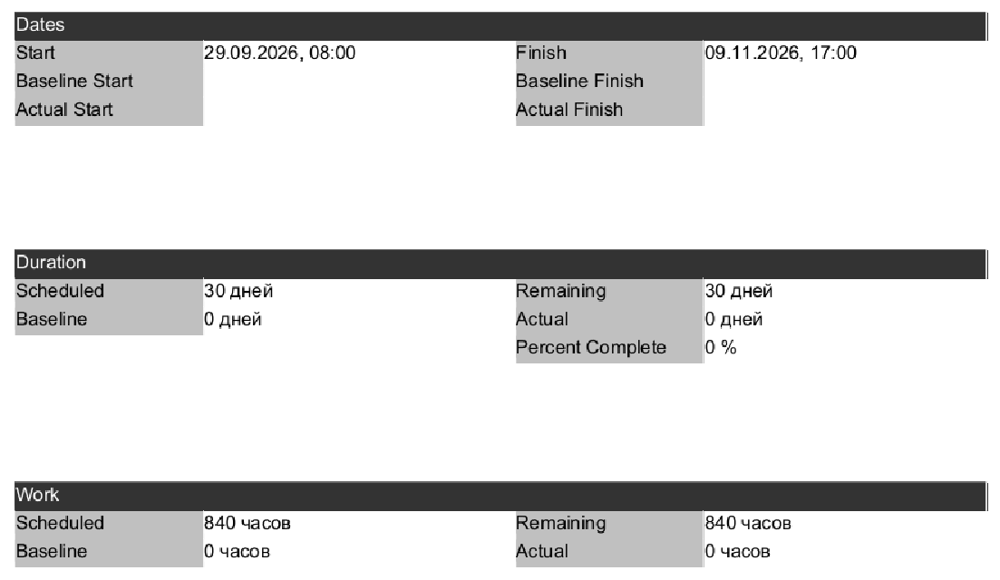 Dates
Start 29.09.2026, 08:00 Finish 09.11.2026, 17:00
Baseline Start Baseline Finish
Actual Start Actual Finish
Duration
Scheduled 30 дней Remaining 30 дней
Baseline 0 дней Actual 0 дней
Percent Complete 0 %
Work
Scheduled 840 часов Remaining 840 часов
Baseline 0 часов Actual 0 часов